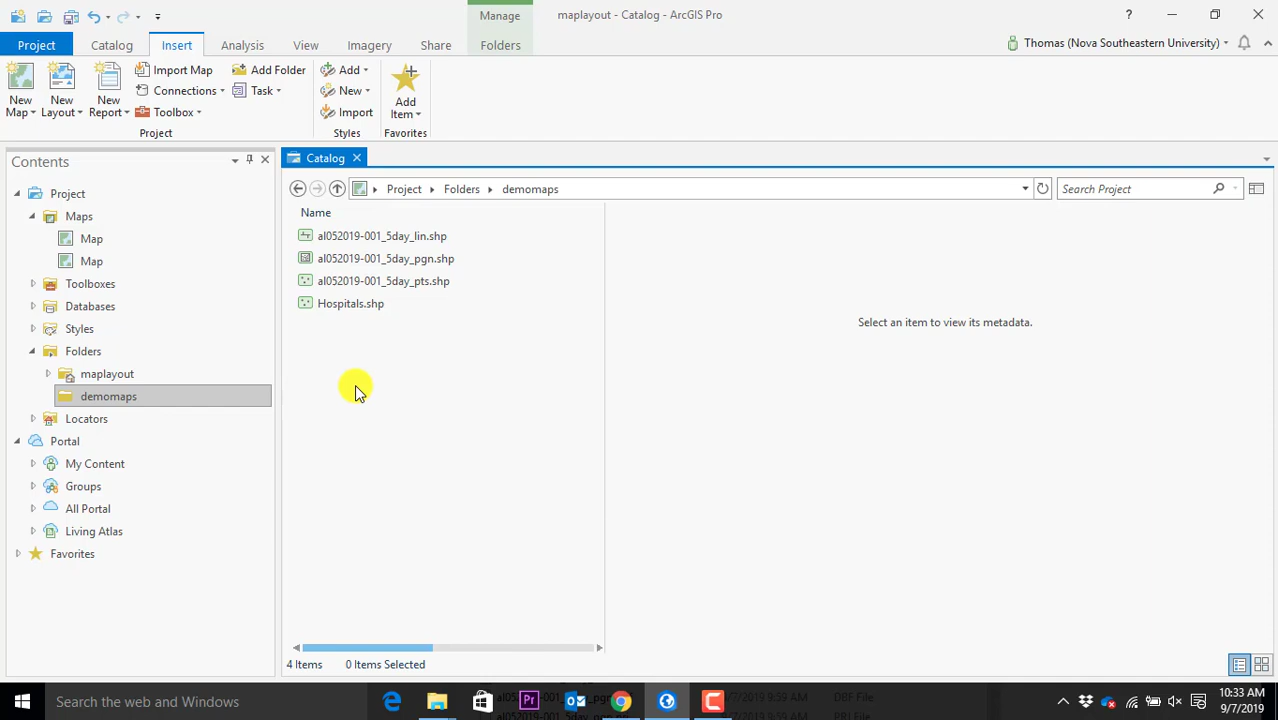 Manage
maplayout - Catalog - ArcGIS Pro
?
Project
Catalog
Insert
Analysis
View
Imagery
Share
Folders
Thomas (Nova Southeastern University)
New Map
New Layout
New Report
Import Map
Connections
Toolbox
Add Folder
Task
Project
Add
New
Import
Styles
Add Item
Favorites
Contents
Project
Maps
Map
Map
Toolboxes
Databases
Styles
Folders
maplayout
demomaps
Locators
Portal
My Content
Groups
All Portal
Living Atlas
Favorites
Catalog
Project
Folders
demomaps
Search Project
Name
al052019-001_5day_lin.shp
al052019-001_5day_pgn.shp
al052019-001_5day_pts.shp
Hospitals.shp
Select an item to view its metadata.
4 Items
0 Items Selected
Search the web and Windows
Pr
10:33 AM
9/7/2019